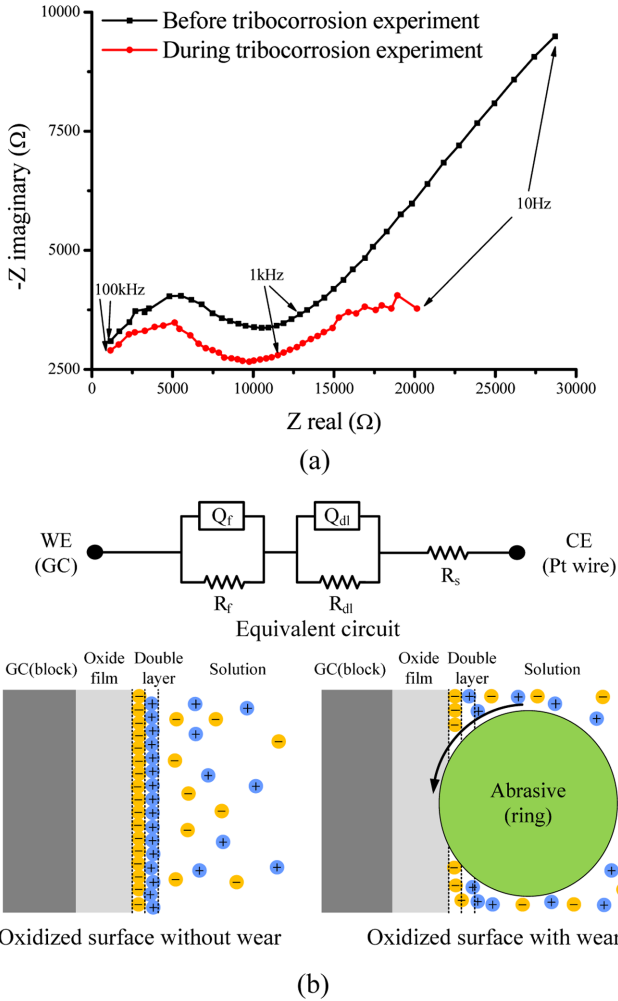 10000
7500
5000
2500
-Z imaginary (Ω)
Before tribocorrosion experiment
During tribocorrosion experiment
100kHz
1kHz
10Hz
0 5000 10000 15000 20000 25000 30000
Z real (Ω)
(a)
WE
(GC)
Qf
Rf
Qdl
Rdl
Rs
CE
(Pt wire)
Equivalent circuit
GC(block)
Oxide
film
Double
layer
Solution
Oxidized surface without wear
GC(block)
Oxide
film
Double
layer
Solution
Abrasive
(ring)
Oxidized surface with wear
(b)